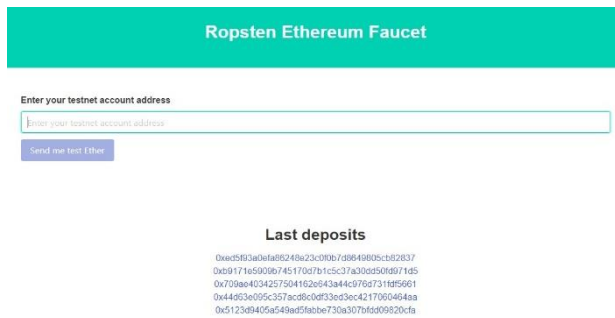 Ropsten Ethereum Faucet
Enter your testnet account address
Enter your testnet account address
Send me test Ether
Last deposits
0xed5f93a0efa86248e23c0f0b7d8649805cb82837
0xb9171e5909b745170d7b1c5c37a30dd50fd971d5
0x709ae4034257504162e643a44c976d731fdf5661
0x44d63e095c357acd8c0df33ed3ec4217060464aa
0x5123d9405a549ad5fabbe730a307bfdd09820cfa